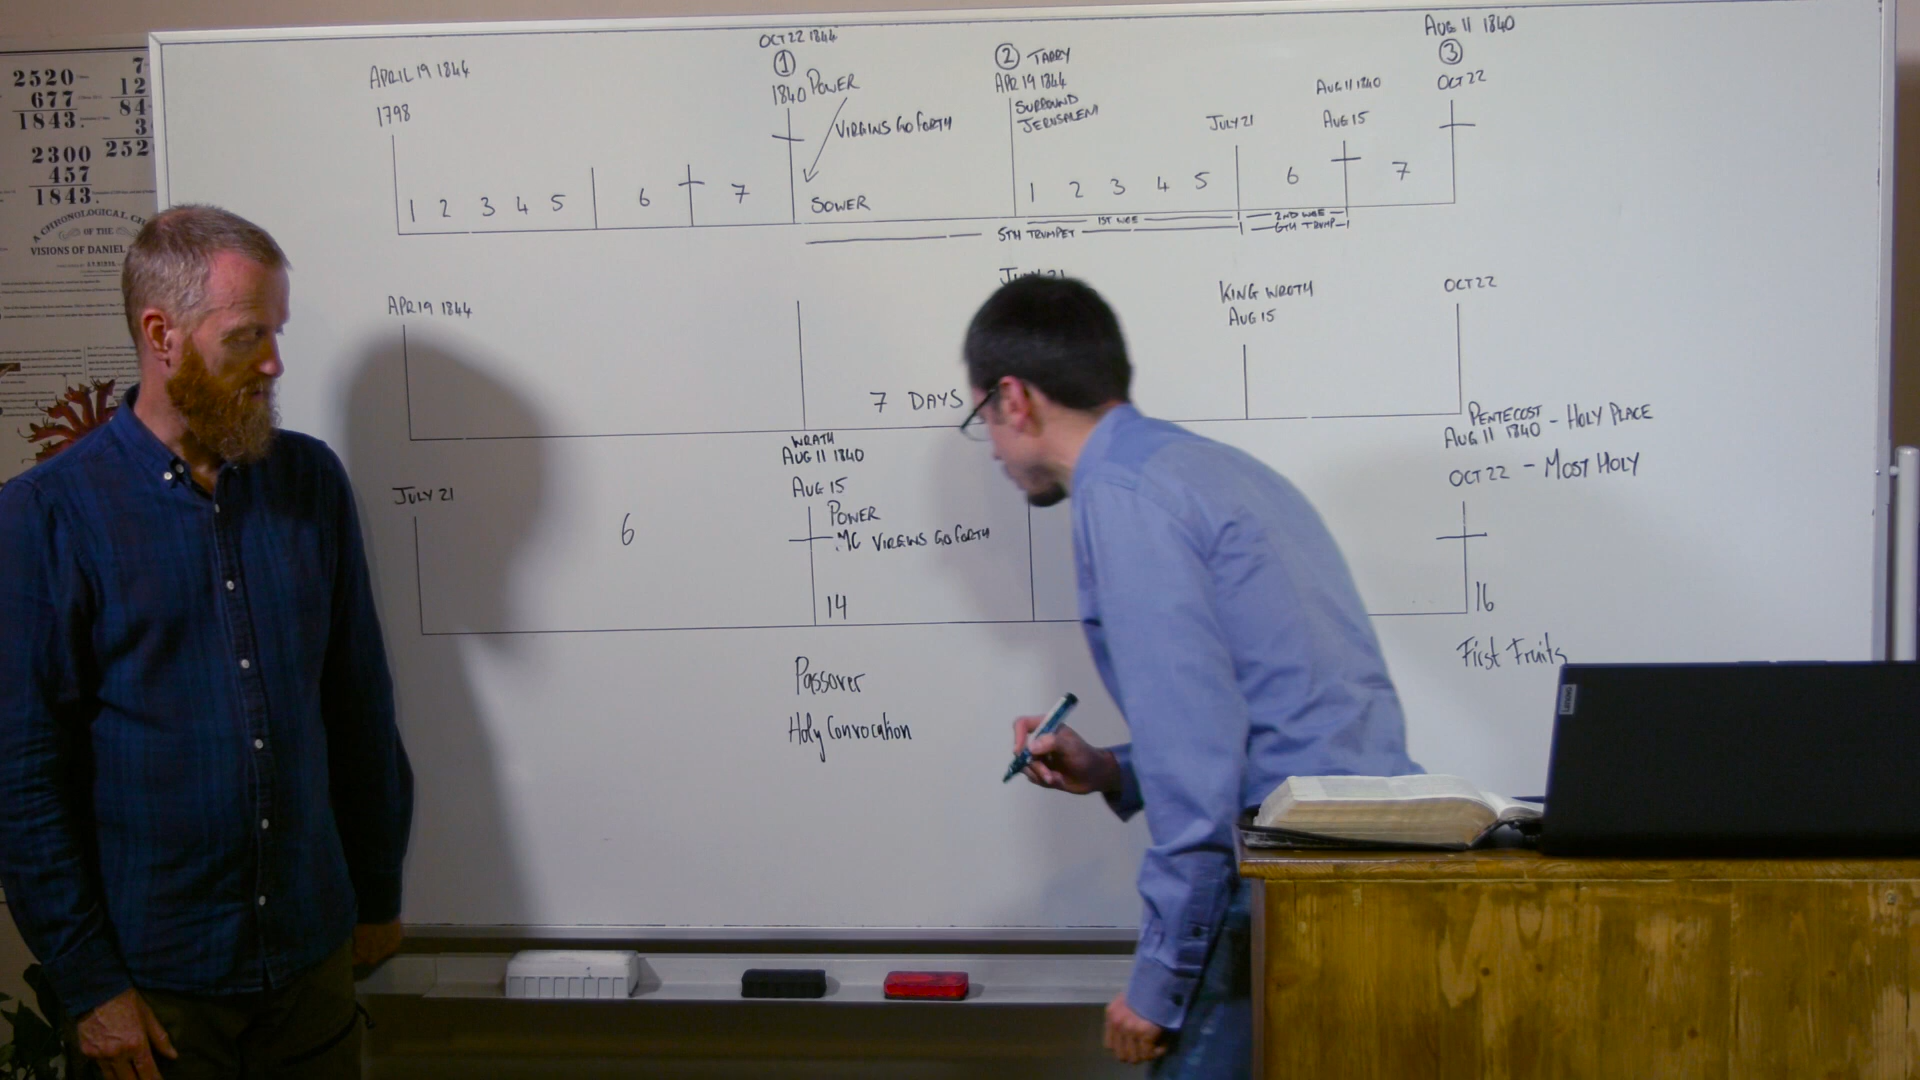 2520
677
1843.
7
12
84
3
252
2300
457
1843.
A CHRONOLOGICAL CH
OF THE
VISIONS OF DANIEL
APRIL 19 1844
1798
1 2 3 4 5
6
7
OCT 22 1844
1
1840 POWER
VIRGINS GO FORTH
SOWER
2 TARRY
APR 19 1844
SURROUND
JERUSALEM
1 2 3 4 5
JULY 21
6
AUG 11 1840
AUG 15
7
AUG 11 1840
3
OCT 22
1ST WOE
2ND WOE
5TH TRUMPET
6TH TRUMP
APR 19 1844
7 DAYS
JULY 21
KING WROTH
AUG 15
OCT 22
PENTECOST
AUG 11 1840 - HOLY PLACE
OCT 22 - MOST HOLY
JULY 21
6
WRATH
AUG 11 1840
AUG 15
POWER
MC VIRGINS GO FORTH
14
16
Passover
Holy Convocation
First Fruits
Lenovo